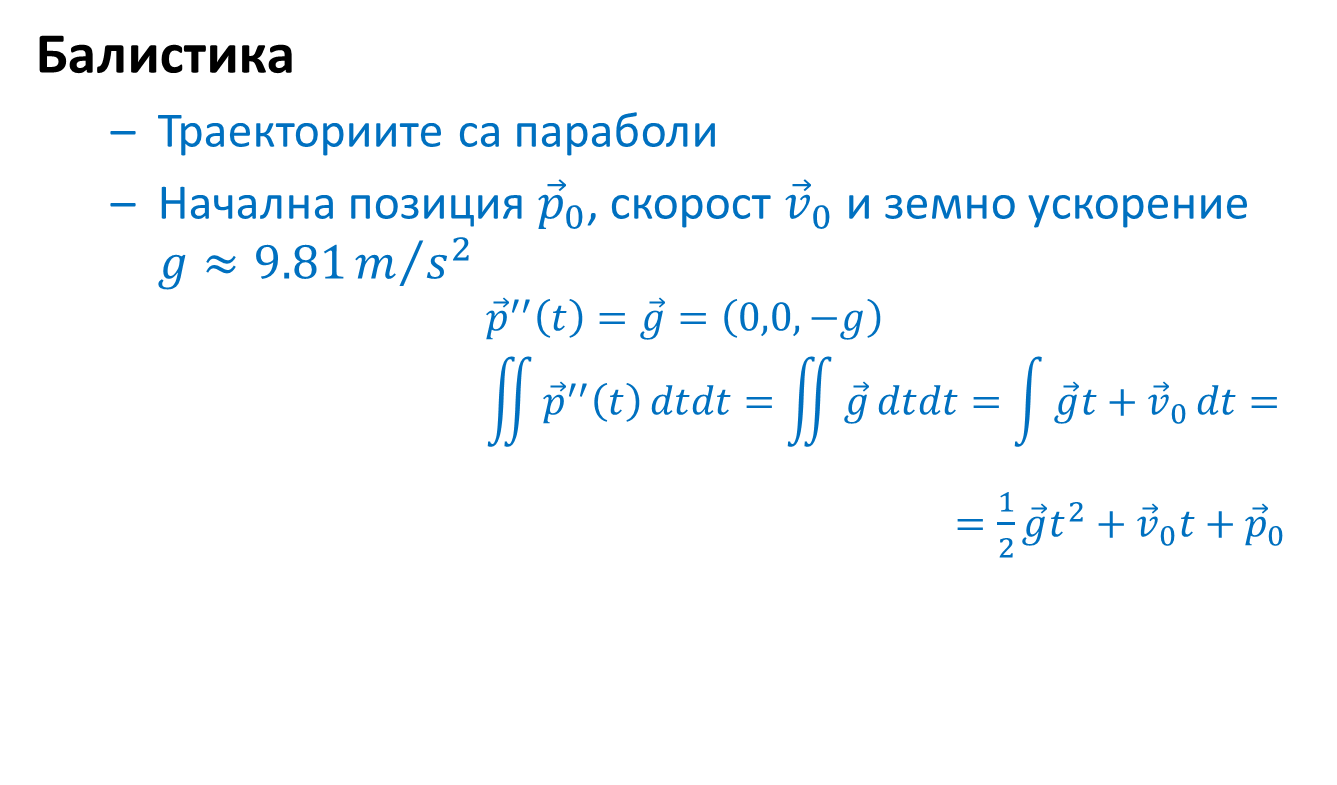 Балистика
– Траекториите са параболи
– Начална позиция p⃗₀, скорост v⃗₀ и земно ускорение
g ≈ 9.81 m/s²
p⃗′′(t) = g⃗ = (0,0, −g)
∬ p⃗′′(t) dtdt = ∬ g⃗ dtdt = ∫ g⃗t + v⃗₀ dt =
= ½ g⃗t² + v⃗₀t + p⃗₀